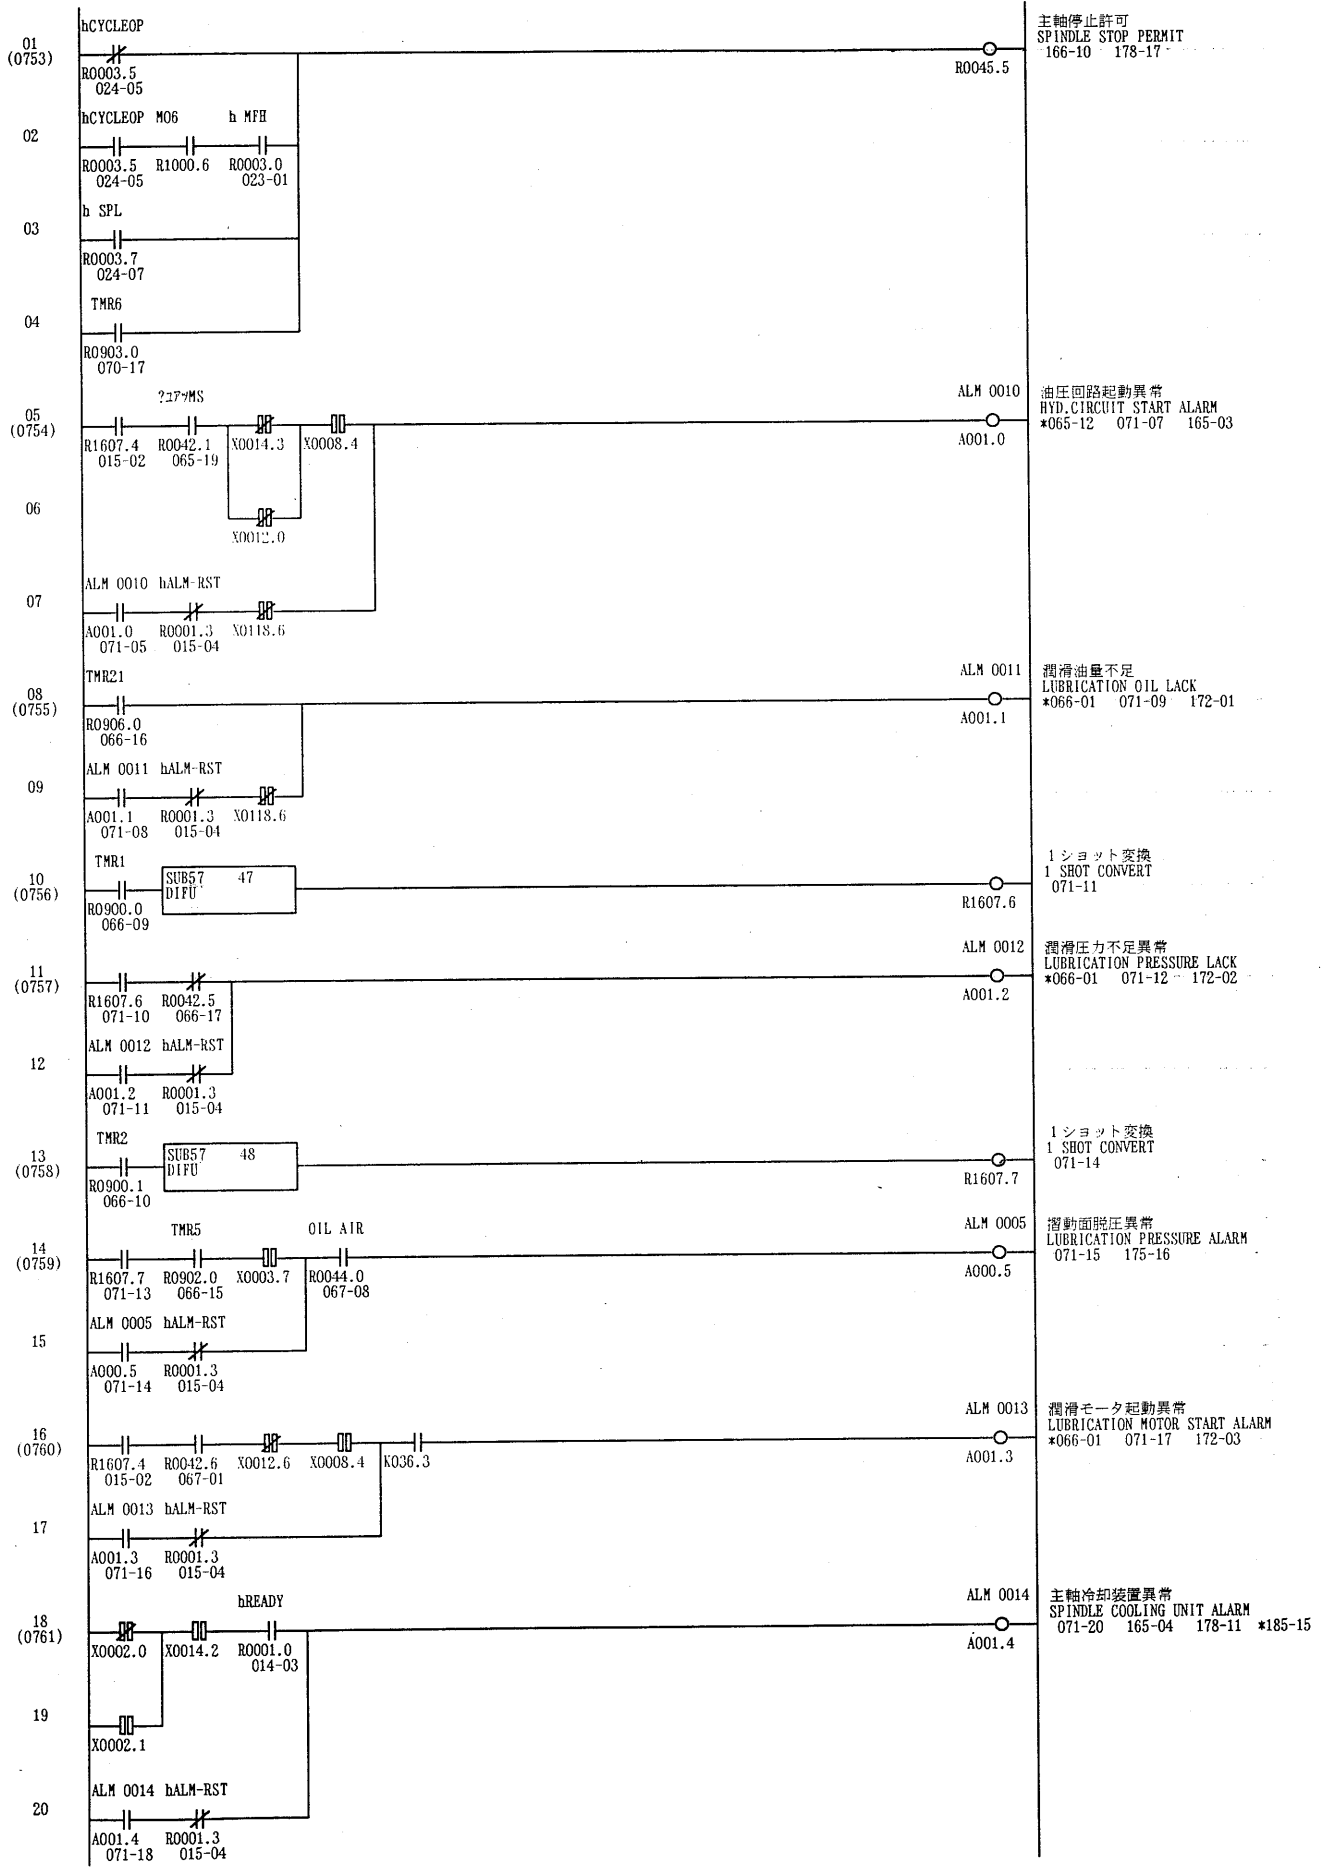 hCYCLEOP
01
(0753)
R0003.5
024-05
R0045.5
主軸停止許可
SPINDLE STOP PERMIT
166-10 178-17
hCYCLEOP M06 h MFH
02
R0003.5 R1000.6 R0003.0
024-05 023-01
h SPL
03
R0003.7
024-07
TMR6
04
R0903.0
070-17
?ユアツMS
ALM 0010
05
(0754)
R1607.4 R0042.1 X0014.3 X0008.4
015-02 065-19
A001.0
油圧回路起動異常
HYD.CIRCUIT START ALARM
*065-12 071-07 165-03
06
X0012.0
ALM 0010 hALM-RST
07
A001.0 R0001.3 X0118.6
071-05 015-04
TMR21
ALM 0011
08
(0755)
R0906.0
066-16
A001.1
潤滑油量不足
LUBRICATION OIL LACK
*066-01 071-09 172-01
ALM 0011 hALM-RST
09
A001.1 R0001.3 X0118.6
071-08 015-04
TMR1
10
(0756)
SUB57 47
DIFU
R0900.0
066-09
R1607.6
1ショット変換
1 SHOT CONVERT
071-11
ALM 0012
11
(0757)
R1607.6 R0042.5
071-10 066-17
A001.2
潤滑圧力不足異常
LUBRICATION PRESSURE LACK
*066-01 071-12 172-02
ALM 0012 hALM-RST
12
A001.2 R0001.3
071-11 015-04
TMR2
13
(0758)
SUB57 48
DIFU
R0900.1
066-10
R1607.7
1ショット変換
1 SHOT CONVERT
071-14
TMR5 OIL AIR
ALM 0005
14
(0759)
R1607.7 R0902.0 X0003.7 R0044.0
071-13 066-15 067-08
A000.5
摺動面脱圧異常
LUBRICATION PRESSURE ALARM
071-15 175-16
ALM 0005 hALM-RST
15
A000.5 R0001.3
071-14 015-04
ALM 0013
16
(0760)
R1607.4 R0042.6 X0012.6 X0008.4 K036.3
015-02 067-01
A001.3
潤滑モータ起動異常
LUBRICATION MOTOR START ALARM
*066-01 071-17 172-03
ALM 0013 hALM-RST
17
A001.3 R0001.3
071-16 015-04
hREADY
ALM 0014
18
(0761)
X0002.0 X0014.2 R0001.0
014-03
A001.4
主軸冷却装置異常
SPINDLE COOLING UNIT ALARM
071-20 165-04 178-11 *185-15
19
X0002.1
ALM 0014 hALM-RST
20
A001.4 R0001.3
071-18 015-04